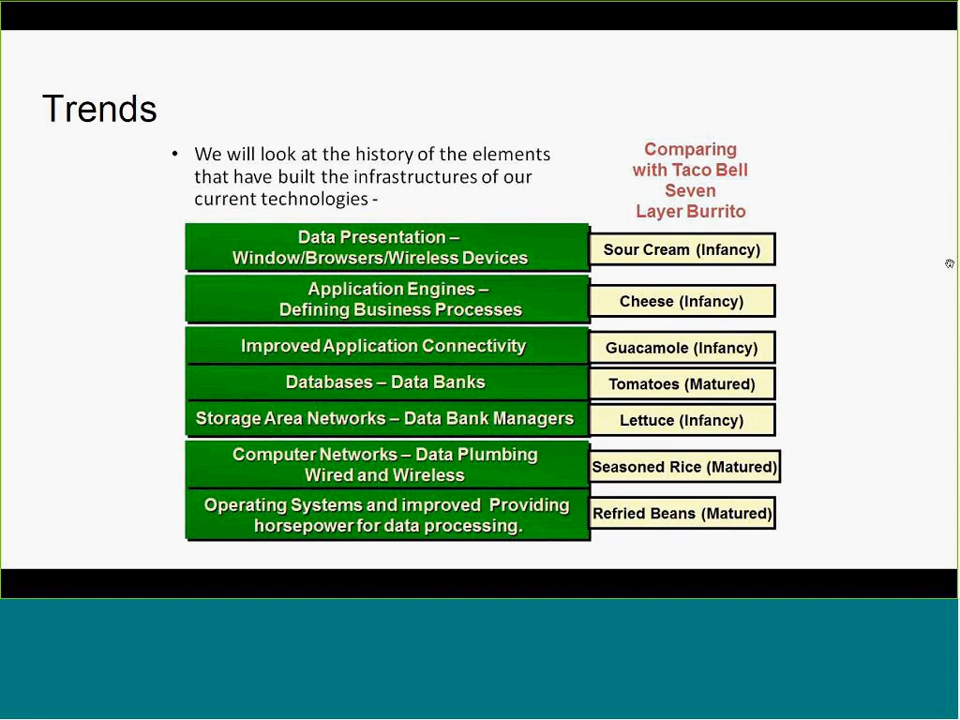 Trends
• We will look at the history of the elements
that have built the infrastructures of our
current technologies -
Comparing
with Taco Bell
Seven
Layer Burrito
Data Presentation –
Window/Browsers/Wireless Devices
Sour Cream (Infancy)
Application Engines –
Defining Business Processes
Cheese (Infancy)
Improved Application Connectivity
Guacamole (Infancy)
Databases – Data Banks
Tomatoes (Matured)
Storage Area Networks – Data Bank Managers
Lettuce (Infancy)
Computer Networks – Data Plumbing
Wired and Wireless
Seasoned Rice (Matured)
Operating Systems and improved Providing
horsepower for data processing.
Refried Beans (Matured)